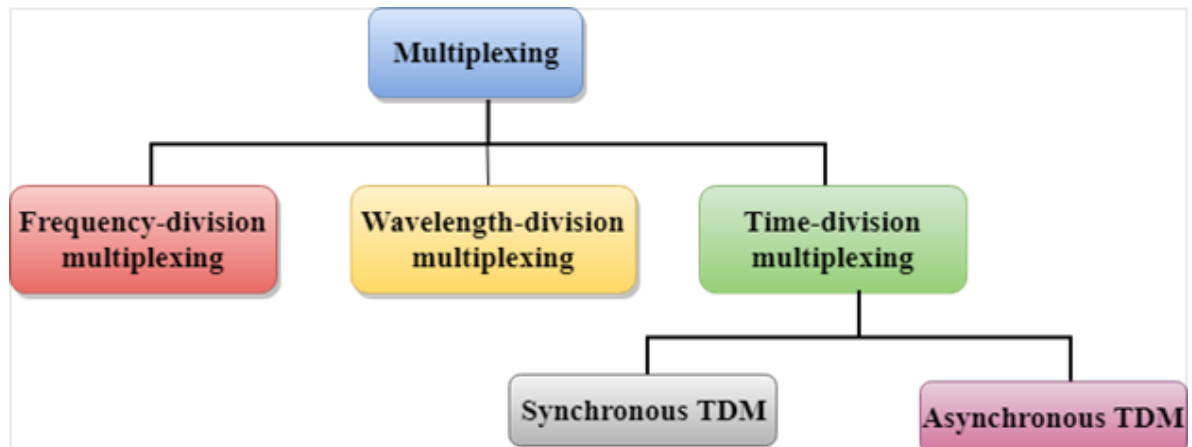 Multiplexing
Frequency-division
multiplexing
Wavelength-division
multiplexing
Time-division
multiplexing
Synchronous TDM
Asynchronous TDM